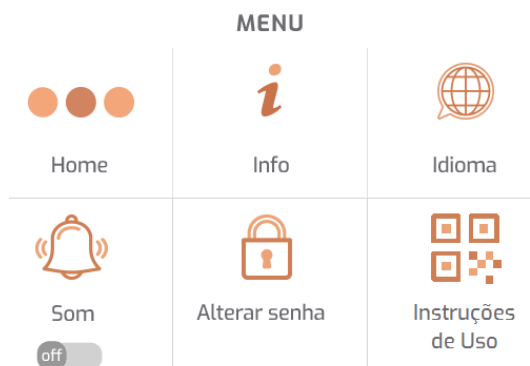 MENU
Home
Info
Idioma
Som
Alterar senha
Instruções
de Uso
off